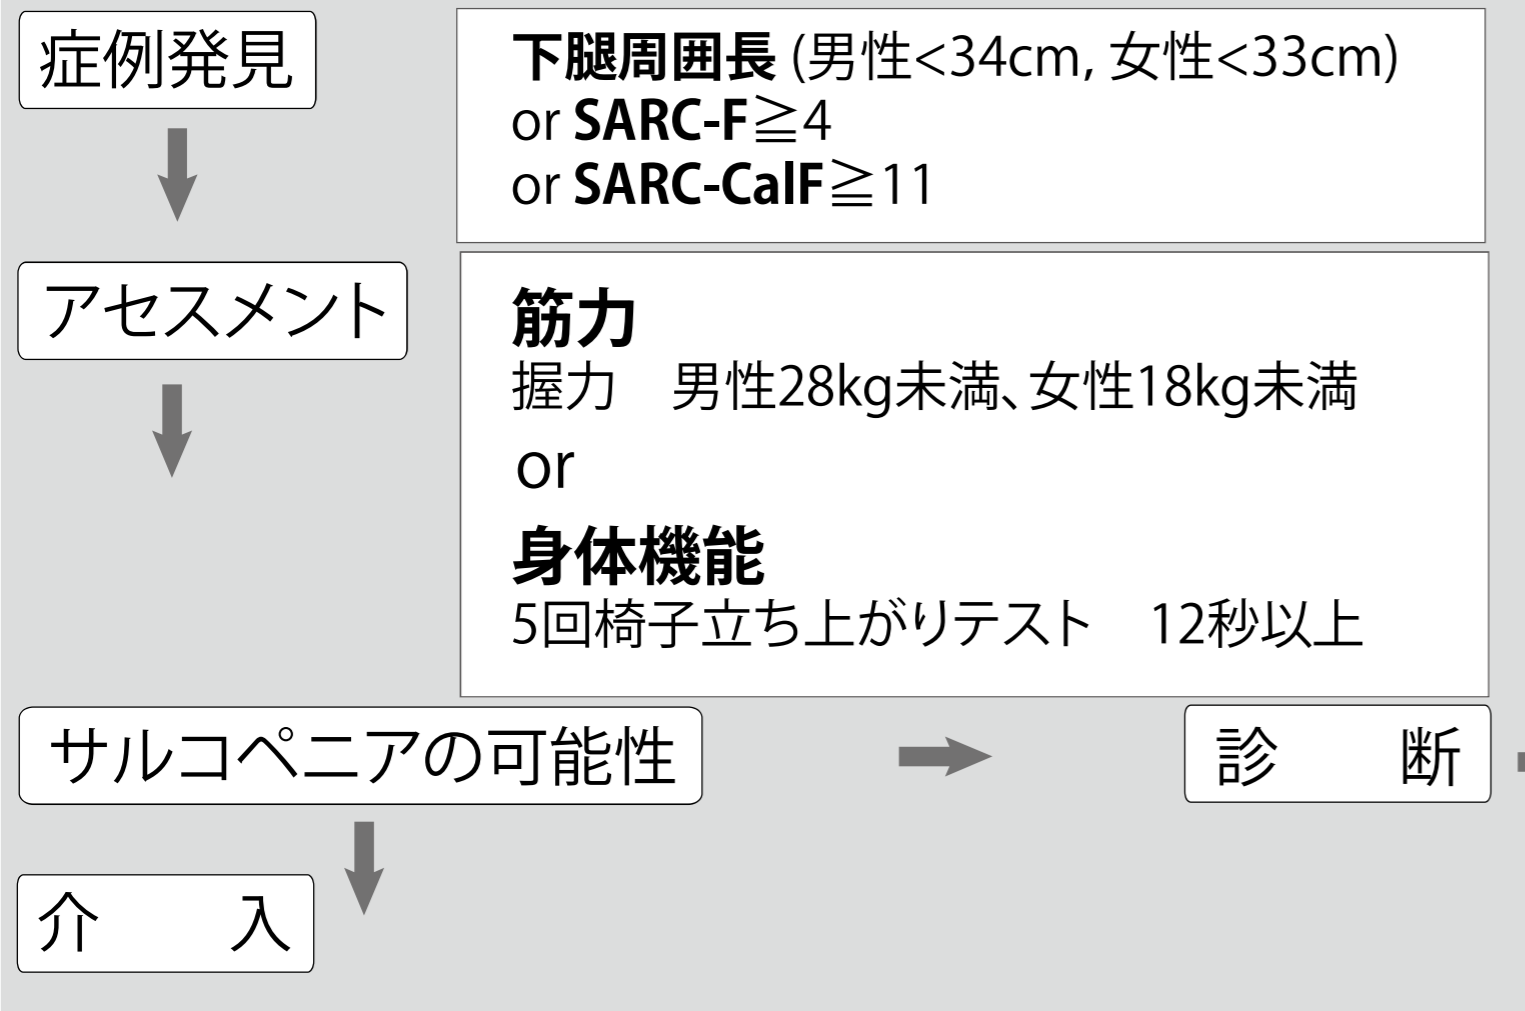 症例発見
下腿周囲長 (男性<34cm, 女性<33cm)
or SARC-F≧4
or SARC-CalF≧11
アセスメント
筋力
握力　男性28kg未満、女性18kg未満
or
身体機能
5回椅子立ち上がりテスト　12秒以上
サルコペニアの可能性
診　断
介　入